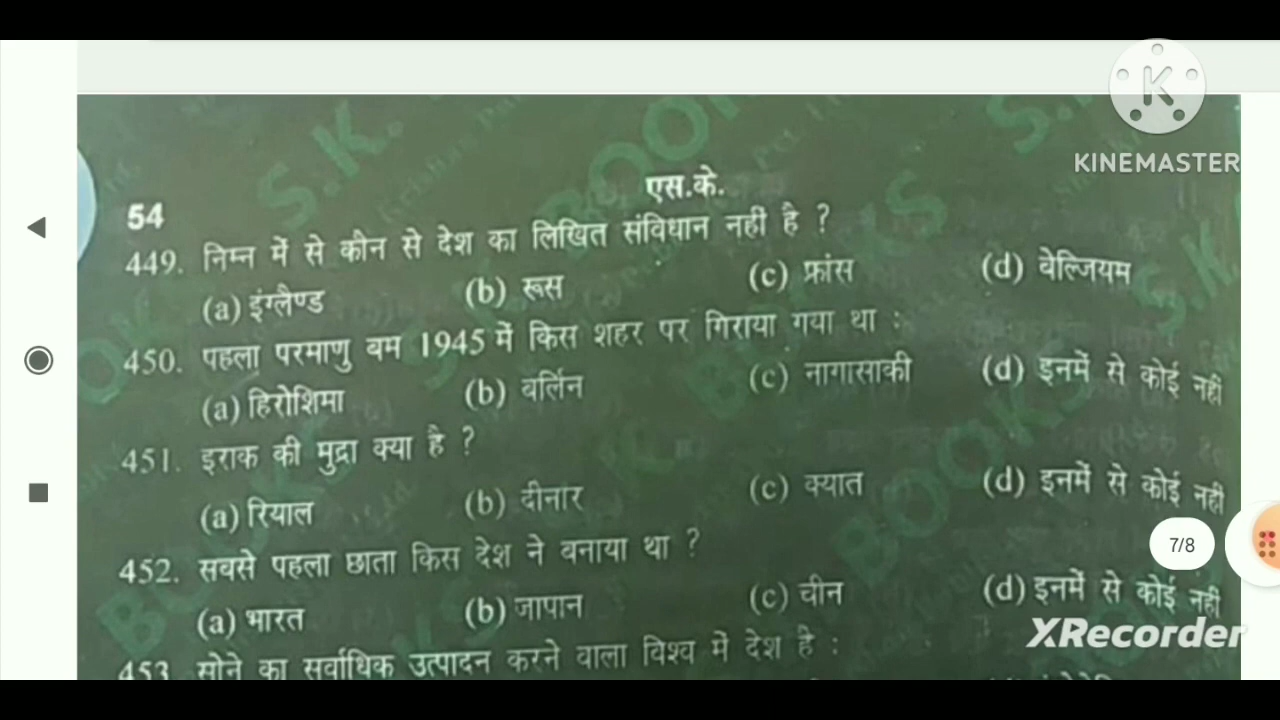 KINEMASTER
एस.के.
54
449. निम्न में से कौन से देश का लिखित संविधान नहीं है ?
(a) इंग्लैण्ड (b) रूस (c) फ्रांस (d) बेल्जियम
450. पहला परमाणु बम 1945 में किस शहर पर गिराया गया था :
(a) हिरोशिमा (b) बर्लिन (c) नागासाकी (d) इनमें से कोई नहीं
451. इराक की मुद्रा क्या है ?
(a) रियाल (b) दीनार (c) क्यात (d) इनमें से कोई नहीं
7/8
452. सबसे पहला छाता किस देश ने बनाया था ?
(a) भारत (b) जापान (c) चीन (d) इनमें से कोई नहीं
XRecorder
453 सोने का सर्वाधिक उत्पादन करने वाला विश्व में देश है :